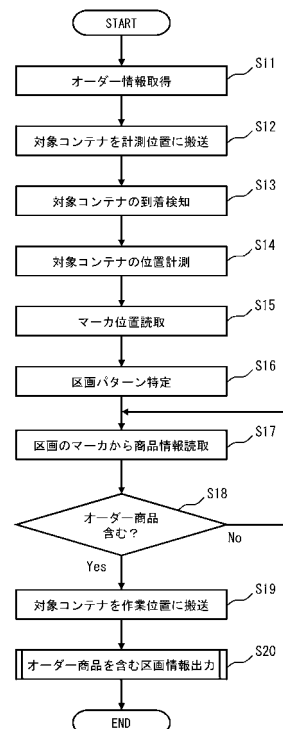 START
オーダー情報取得
S11
対象コンテナを計測位置に搬送
S12
対象コンテナの到着検知
S13
対象コンテナの位置計測
S14
マーカ位置読取
S15
区画パターン特定
S16
区画のマーカから商品情報読取
S17
オーダー商品
含む?
S18
No
Yes
対象コンテナを作業位置に搬送
S19
オーダー商品を含む区画情報出力
S20
END